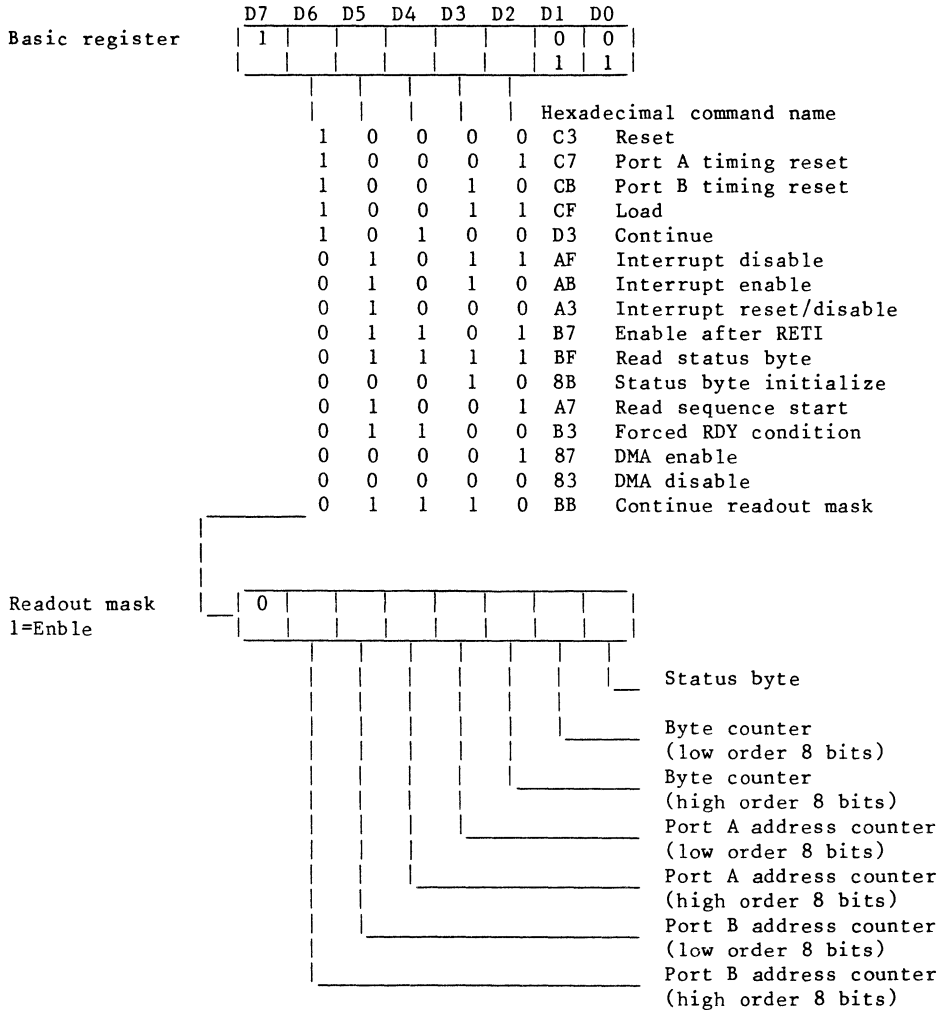 D7 D6 D5 D4 D3 D2 D1 D0
Basic register 1 0 0
1 1
Hexadecimal command name
1 0 0 0 0 C3 Reset
1 0 0 0 1 C7 Port A timing reset
1 0 0 1 0 CB Port B timing reset
1 0 0 1 1 CF Load
1 0 1 0 0 D3 Continue
0 1 0 1 1 AF Interrupt disable
0 1 0 1 0 AB Interrupt enable
0 1 0 0 0 A3 Interrupt reset/disable
0 1 1 0 1 B7 Enable after RETI
0 1 1 1 1 BF Read status byte
0 0 0 1 0 8B Status byte initialize
0 1 0 0 1 A7 Read sequence start
0 1 1 0 0 B3 Forced RDY condition
0 0 0 0 1 87 DMA enable
0 0 0 0 0 83 DMA disable
0 1 1 1 0 BB Continue readout mask
Readout mask 0
1=Enble
Status byte
Byte counter
(low order 8 bits)
Byte counter
(high order 8 bits)
Port A address counter
(low order 8 bits)
Port A address counter
(high order 8 bits)
Port B address counter
(low order 8 bits)
Port B address counter
(high order 8 bits)